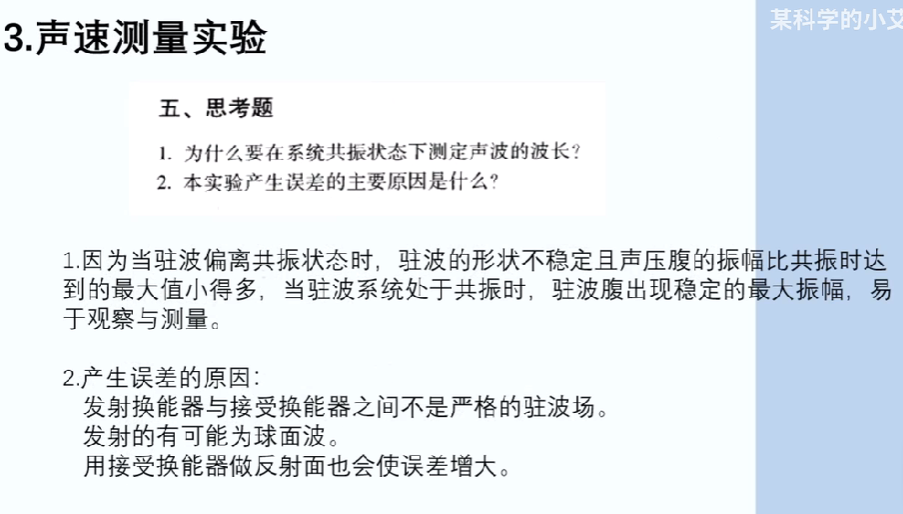 某科学的小艾
3.声速测量实验
五、思考题
1. 为什么要在系统共振状态下测定声波的波长?
2. 本实验产生误差的主要原因是什么?
1.因为当驻波偏离共振状态时，驻波的形状不稳定且声压腹的振幅比共振时达
到的最大值小得多，当驻波系统处于共振时，驻波腹出现稳定的最大振幅，易
于观察与测量。
2.产生误差的原因：
发射换能器与接受换能器之间不是严格的驻波场。
发射的有可能为球面波。
用接受换能器做反射面也会使误差增大。